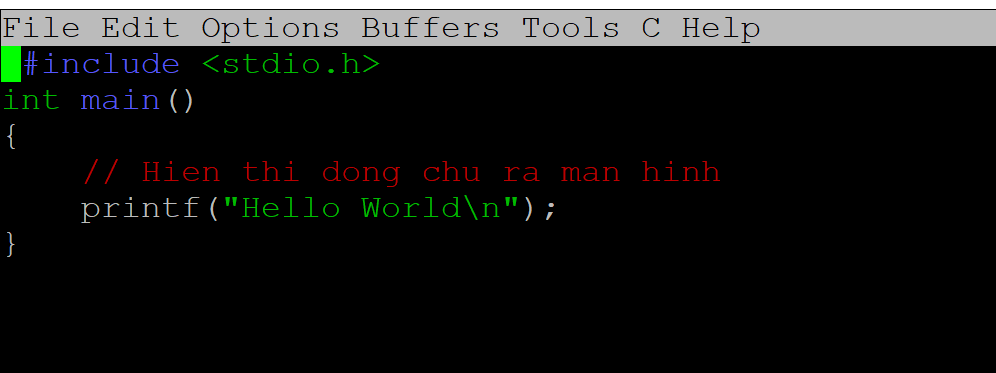 File Edit Options Buffers Tools C Help
 #include <stdio.h>
int main()
{
    // Hien thi dong chu ra man hinh
    printf("Hello World\n");
}